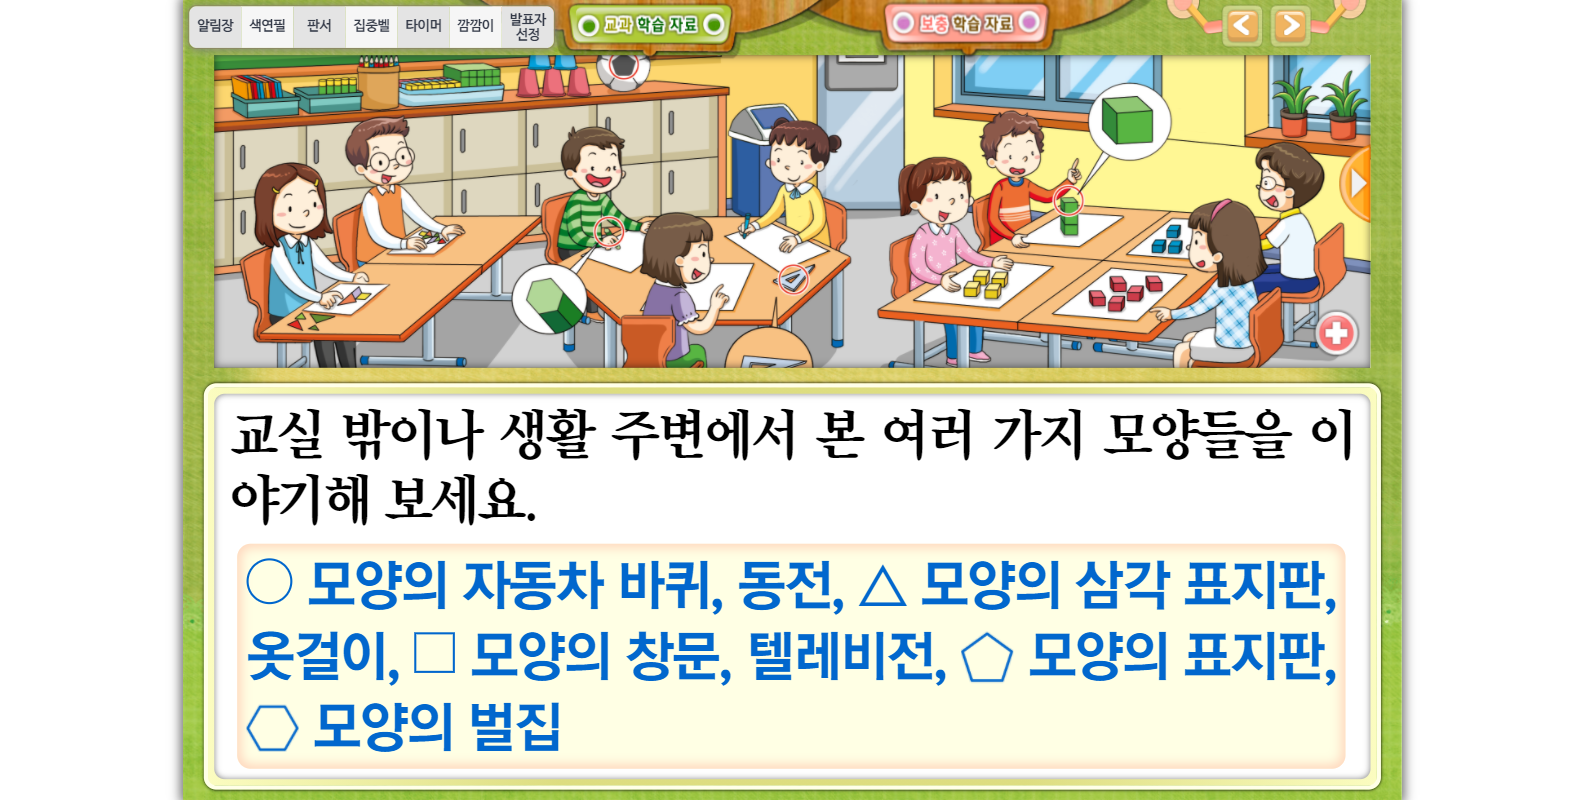 알림장 색연필 판서 집중벨 타이머 깜깜이 발표자 선정
교과 학습 자료
보충 학습 자료
교실 밖이나 생활 주변에서 본 여러 가지 모양들을 이
야기해 보세요.
○ 모양의 자동차 바퀴, 동전, △ 모양의 삼각 표지판,
옷걸이, □ 모양의 창문, 텔레비전, ⬠ 모양의 표지판,
⬡ 모양의 벌집